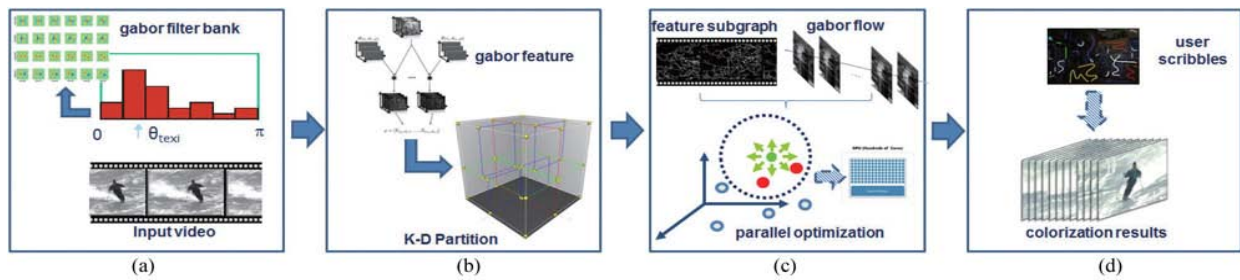 gabor filter bank
0
θtexi
π
Input video
(a)
gabor feature
K-D Partition
(b)
feature subgraph
gabor flow
parallel optimization
(c)
user
scribbles
colorization results
(d)